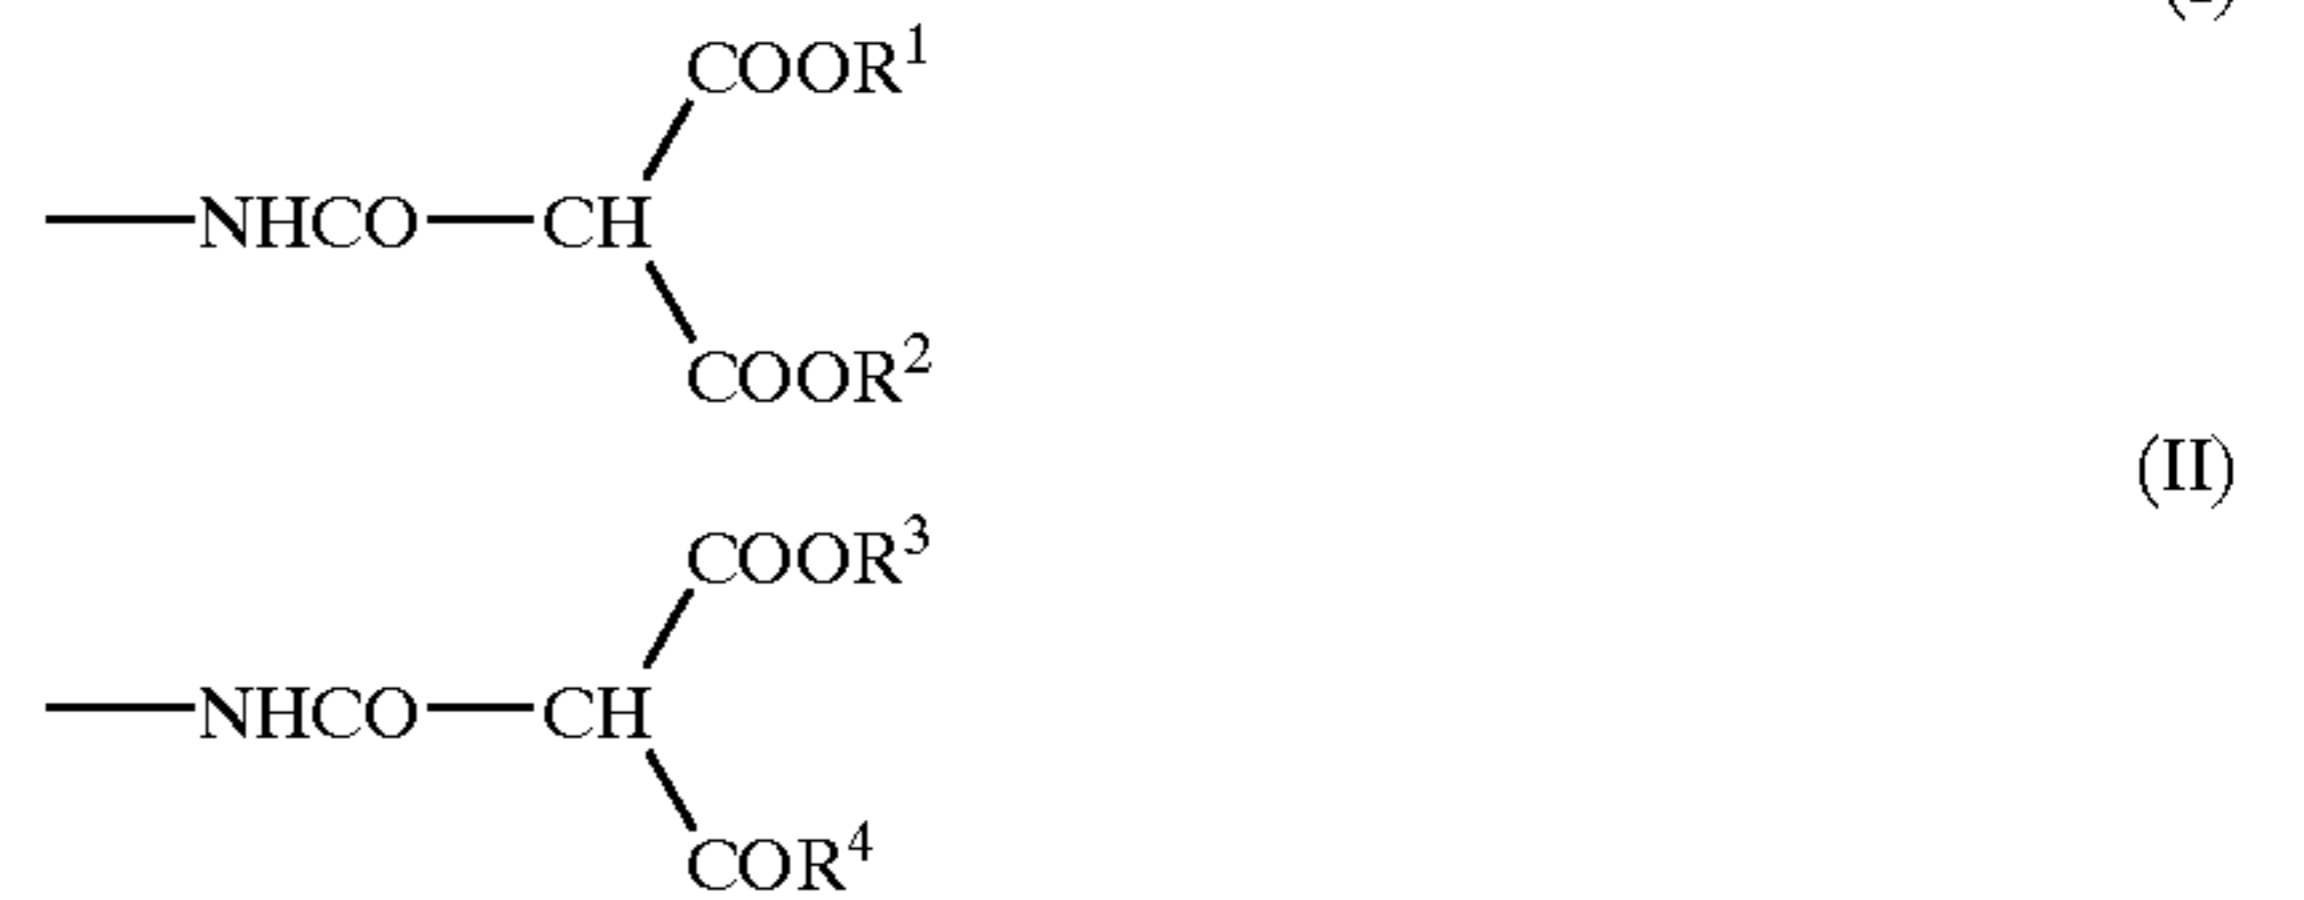 COOR¹
NHCO CH
COOR²
(II)
COOR³
NHCO CH
COR⁴